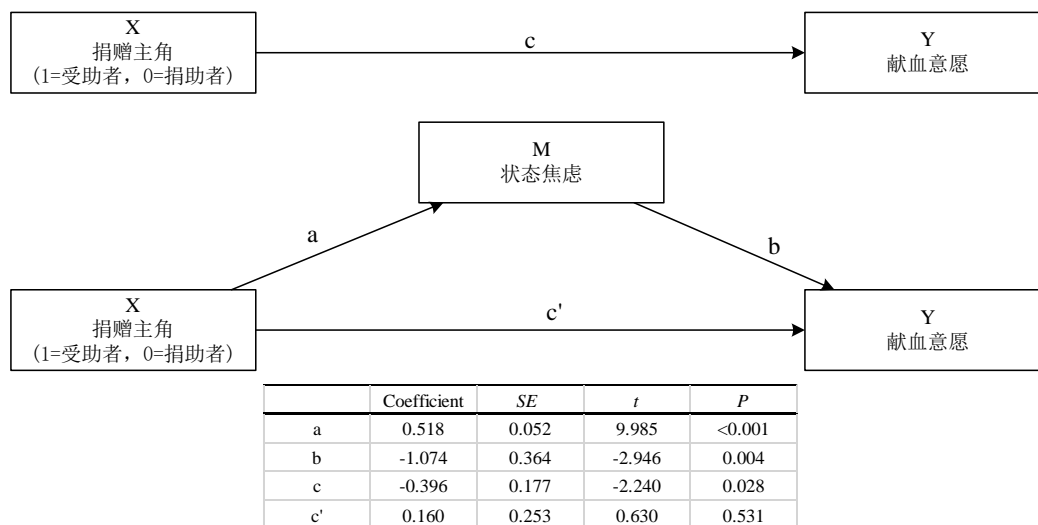 X
捐赠主角
(1=受助者，0=捐助者)
c
Y
献血意愿
M
状态焦虑
a
b
X
捐赠主角
(1=受助者，0=捐助者)
c'
Y
献血意愿
Coefficient SE t P
a 0.518 0.052 9.985 <0.001
b -1.074 0.364 -2.946 0.004
c -0.396 0.177 -2.240 0.028
c' 0.160 0.253 0.630 0.531